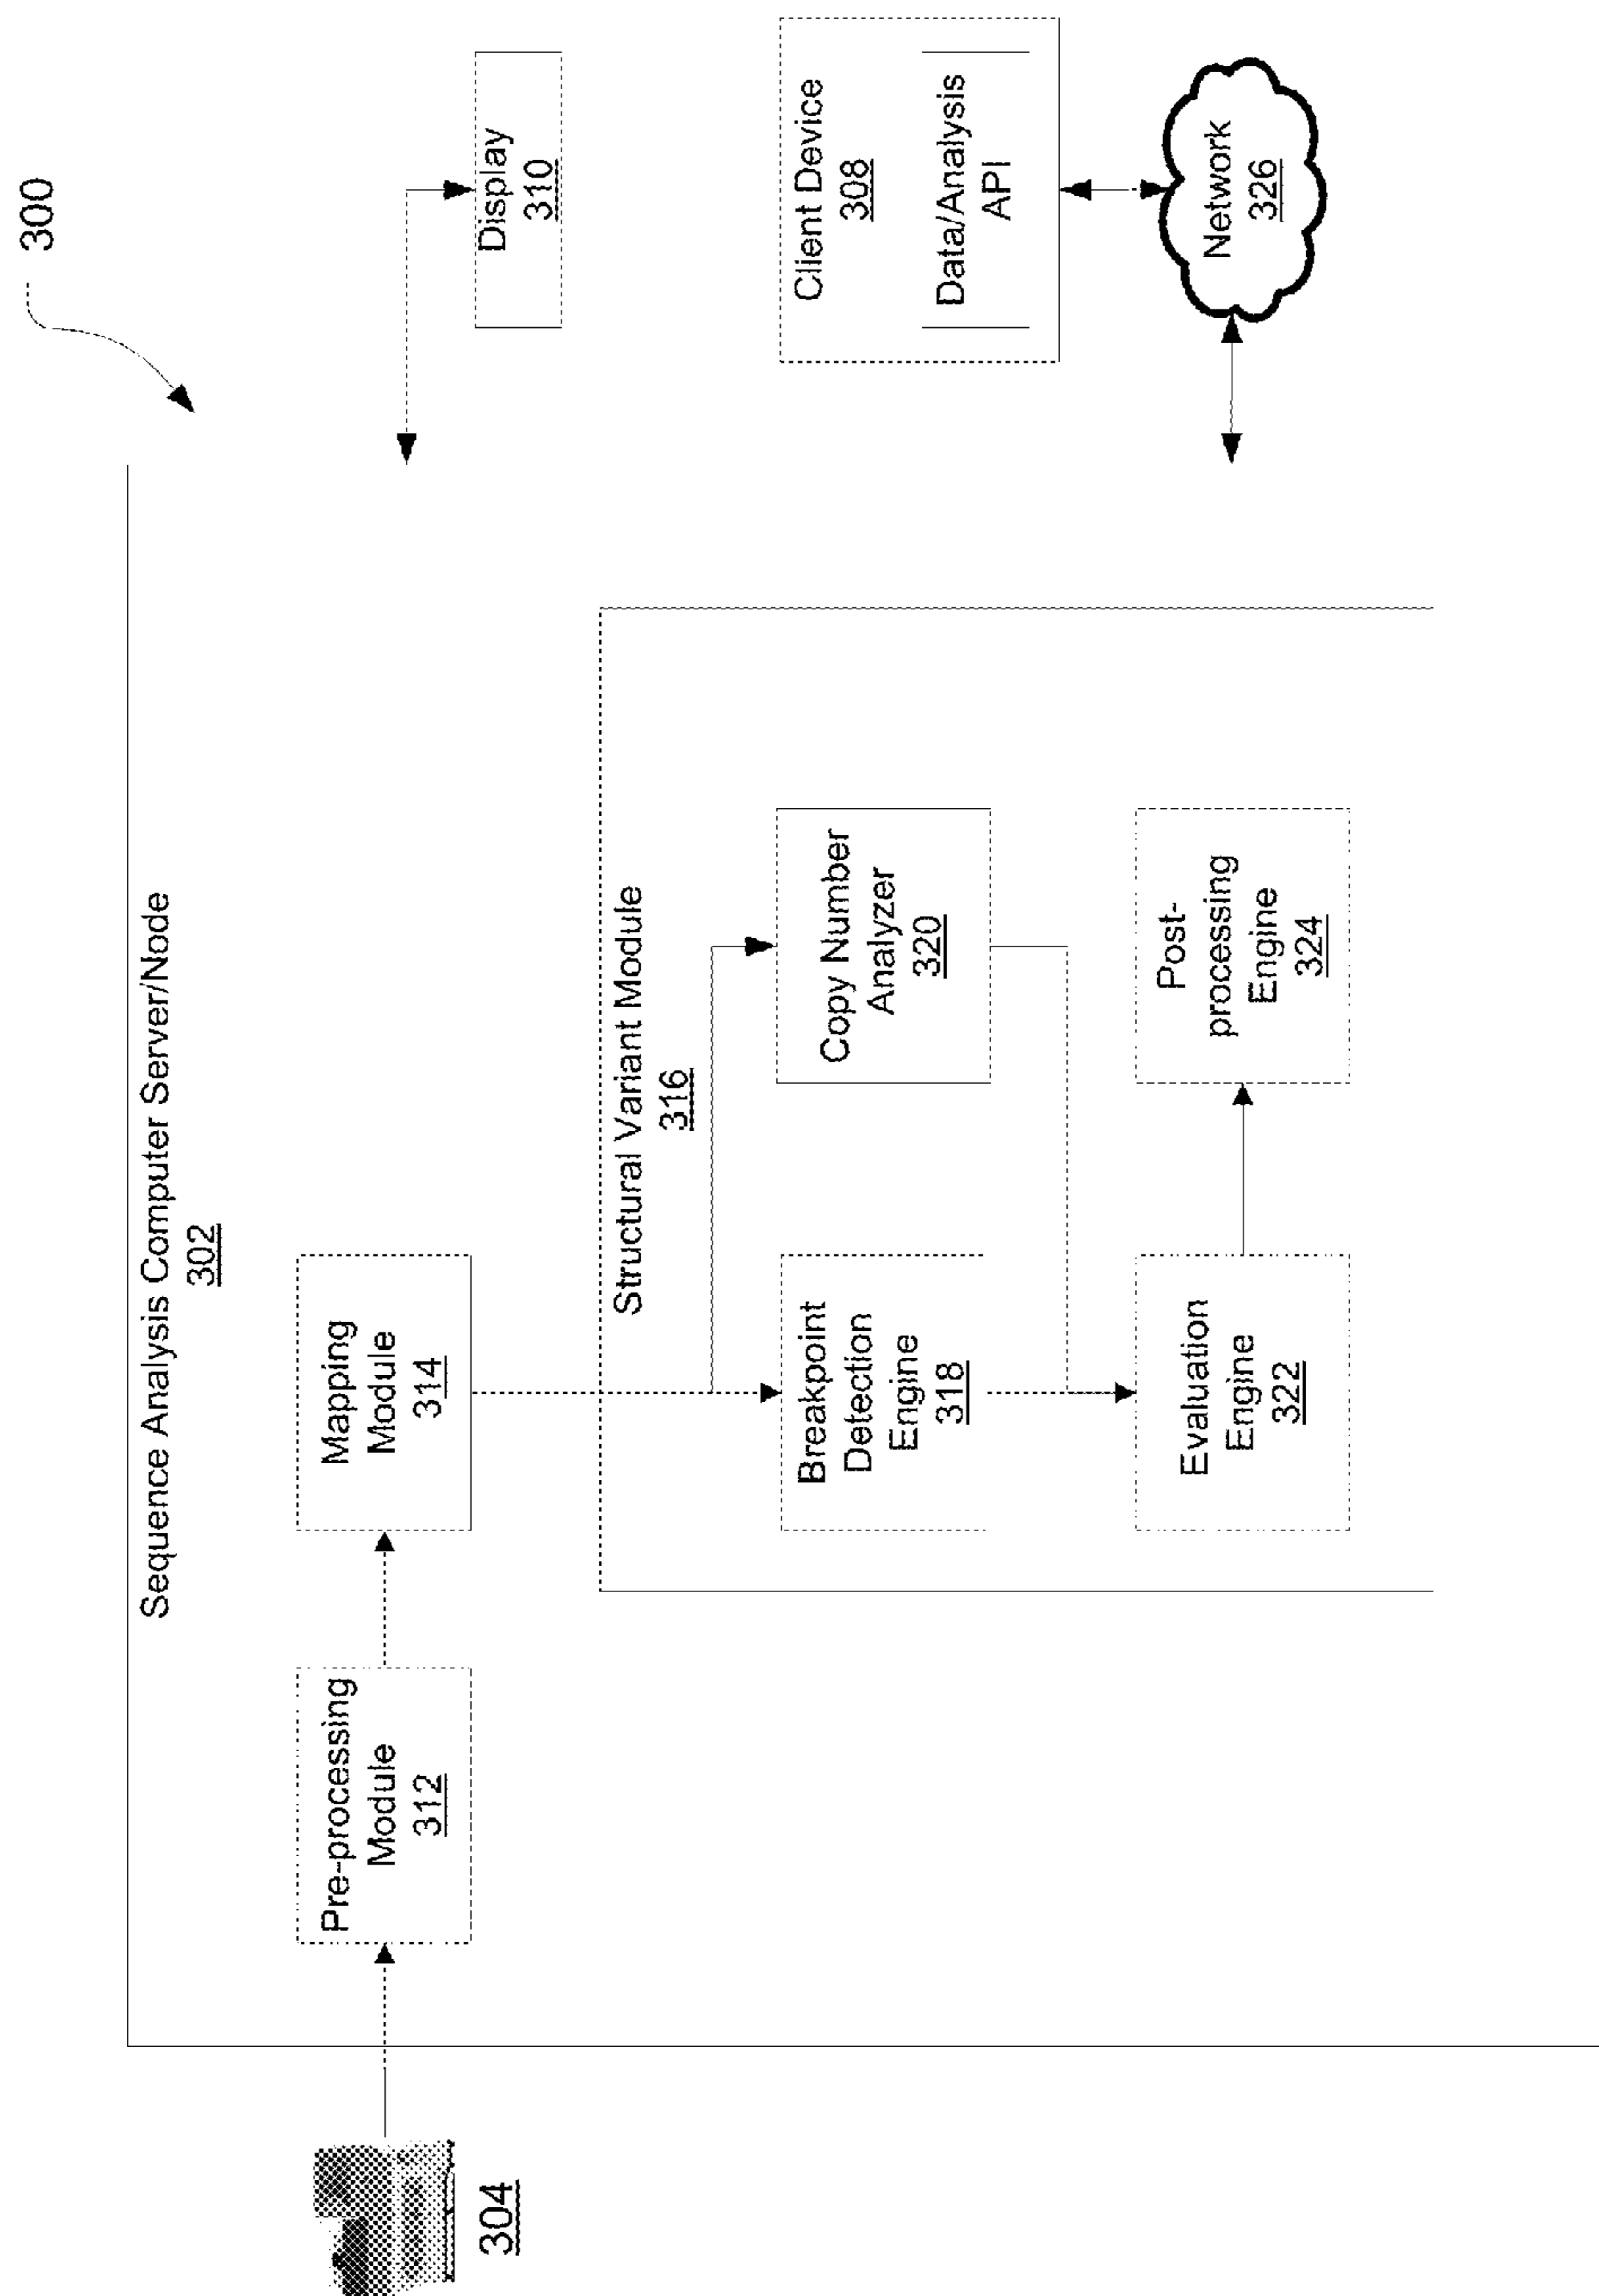 300
Sequence Analysis Computer Server/Node
302
304
Pre-processing
Module
312
Mapping
Module
314
Structural Variant Module
316
Breakpoint
Detection
Engine
318
Copy Number
Analyzer
320
Evaluation
Engine
322
Post-
processing
Engine
324
Display
310
Client Device
308
Data/Analysis
API
Network
326